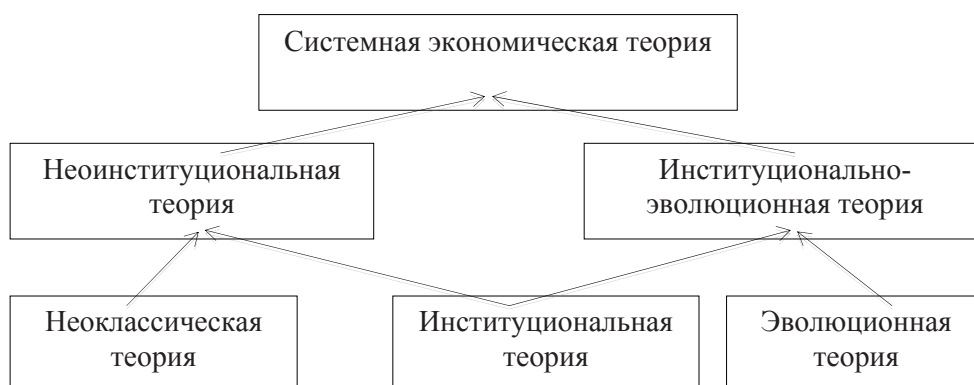 Системная экономическая теория
Неоинституциональная
теория
Институционально-
эволюционная теория
Неоклассическая
теория
Институциональная
теория
Эволюционная
теория